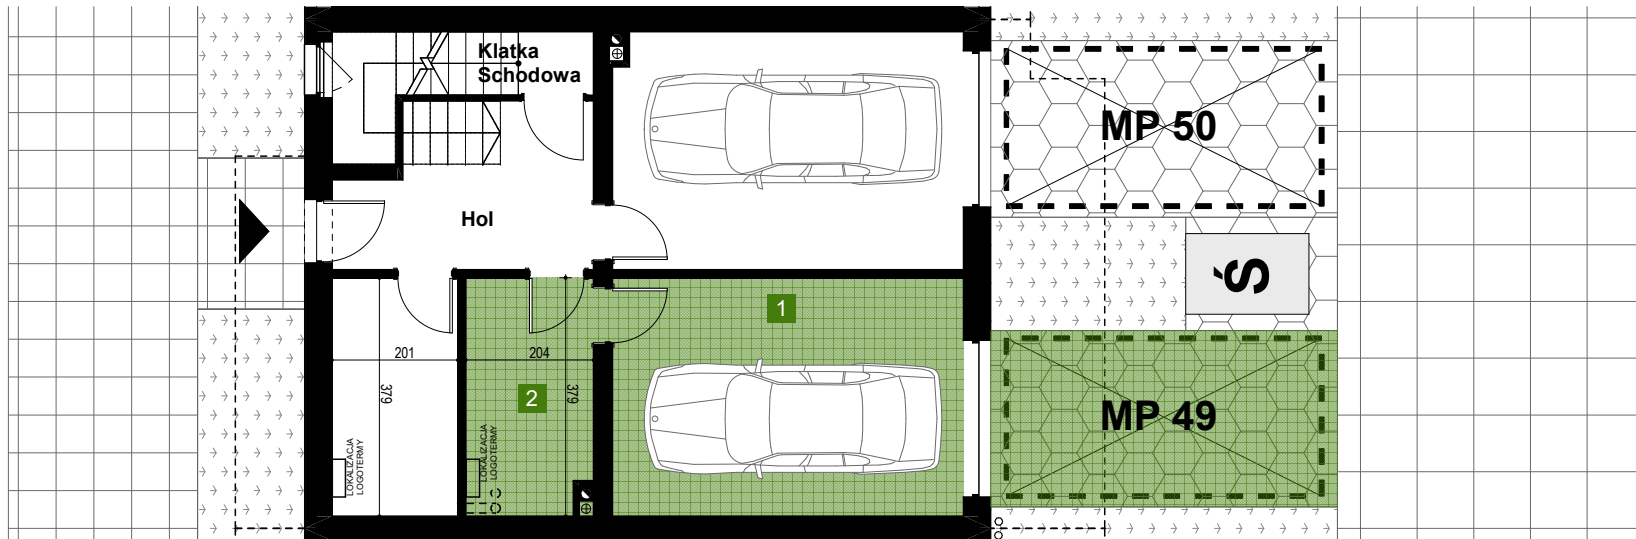 Klatka
Schodowa
MP 50
Hol
Ś
1
201
204
379
379
2
MP 49
LOKALIZACJA
LOGOTERMY
LOKALIZACJA
LOGOTERMY